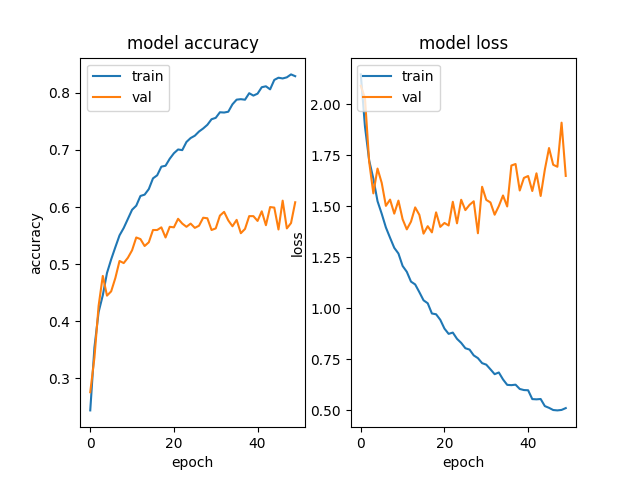 model accuracy
train
val
0.8
0.7
0.6
0.5
0.4
0.3
accuracy
0
20
40
epoch
model loss
train
val
2.00
1.75
1.50
1.25
1.00
0.75
0.50
loss
0
20
40
epoch